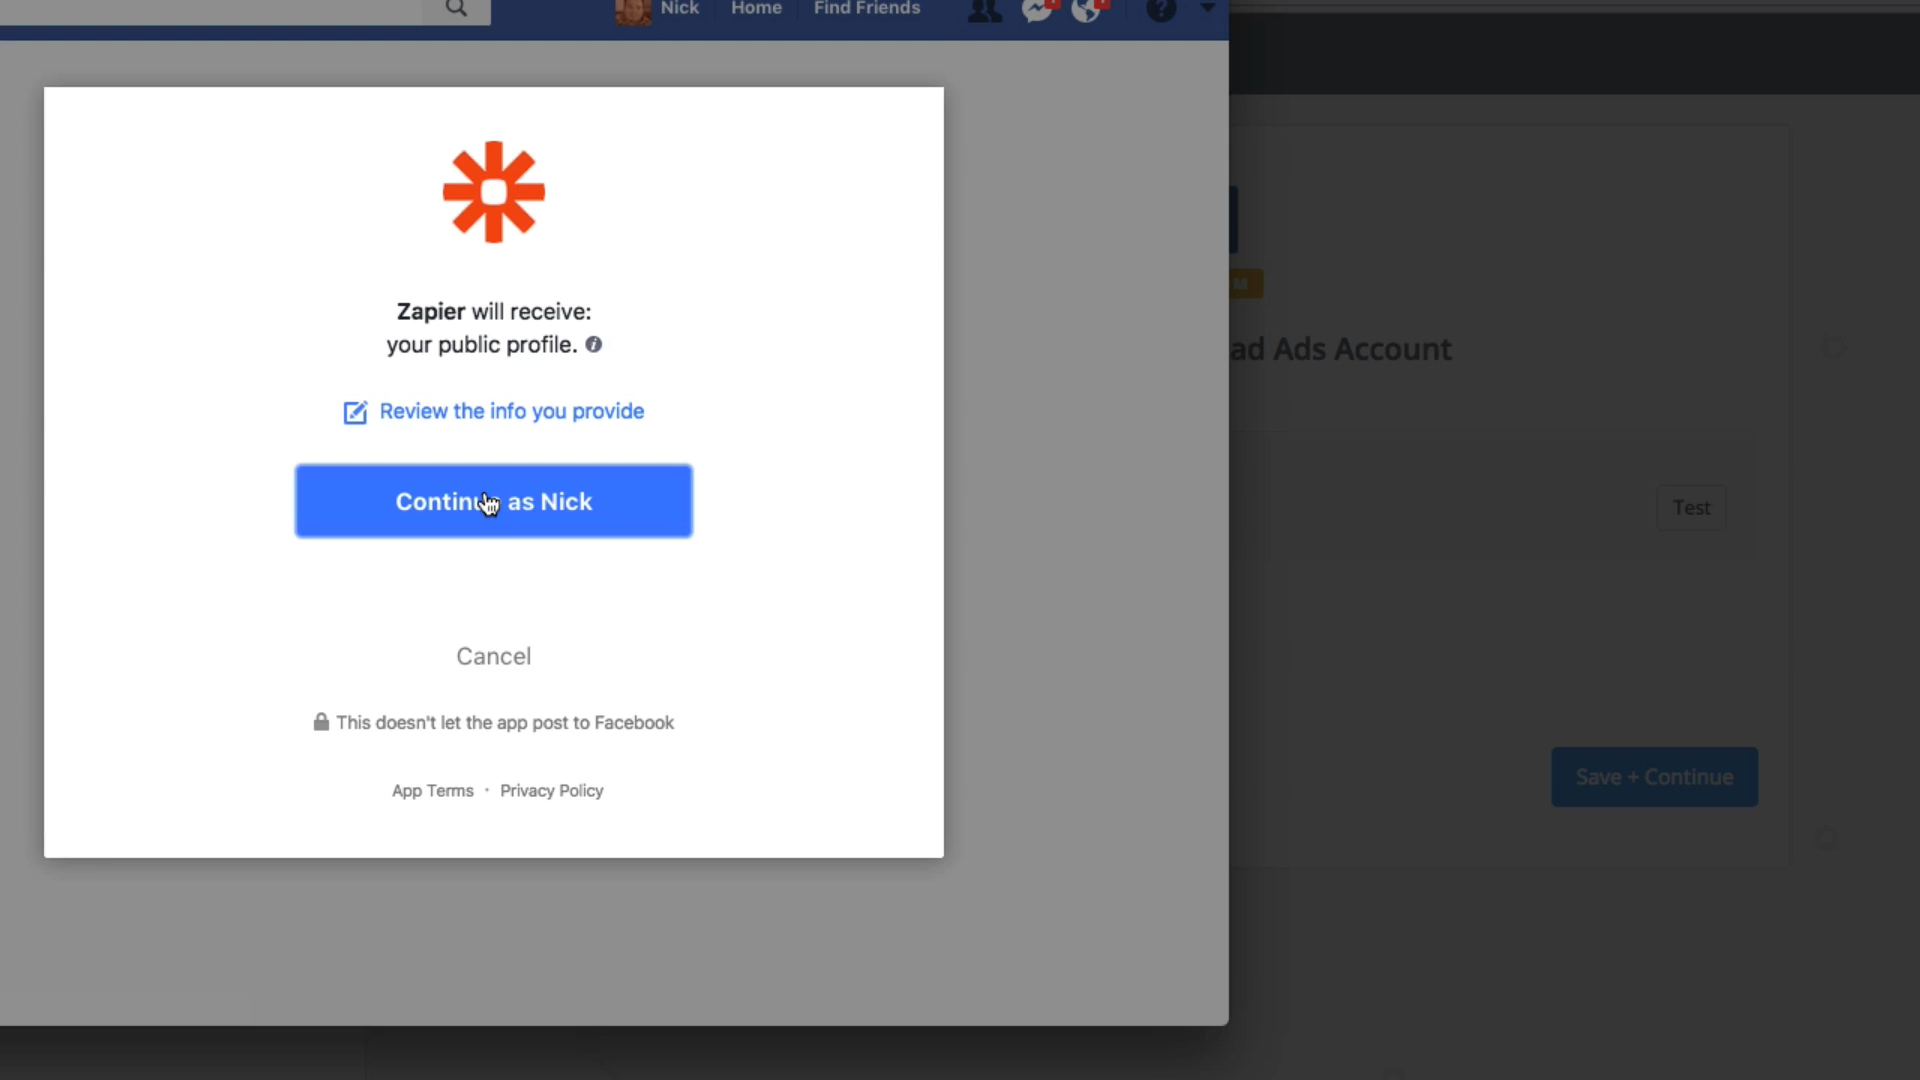 Nick Home Find Friends
Zapier will receive:
your public profile.
Review the info you provide
Continue as Nick
Cancel
This doesn't let the app post to Facebook
App Terms · Privacy Policy
M
ad Ads Account
Test
Save + Continue